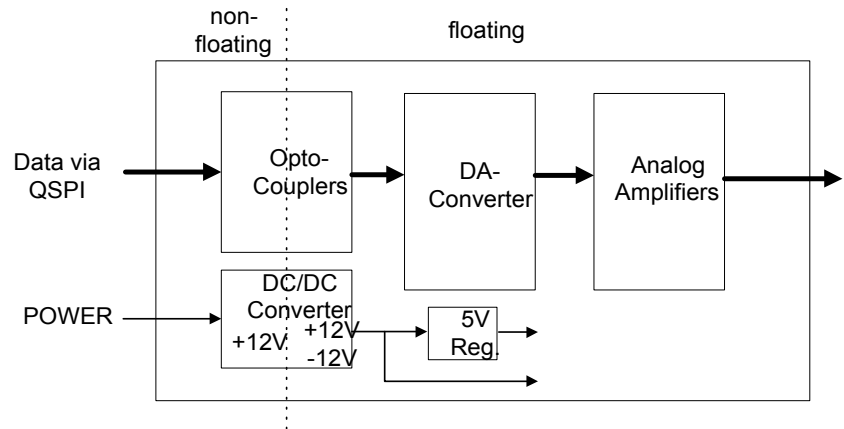 non-
floating
floating
Data via
QSPI
Opto-
Couplers
DA-
Converter
Analog
Amplifiers
POWER
DC/DC
Converter
+12V
+12V
-12V
5V
Reg.